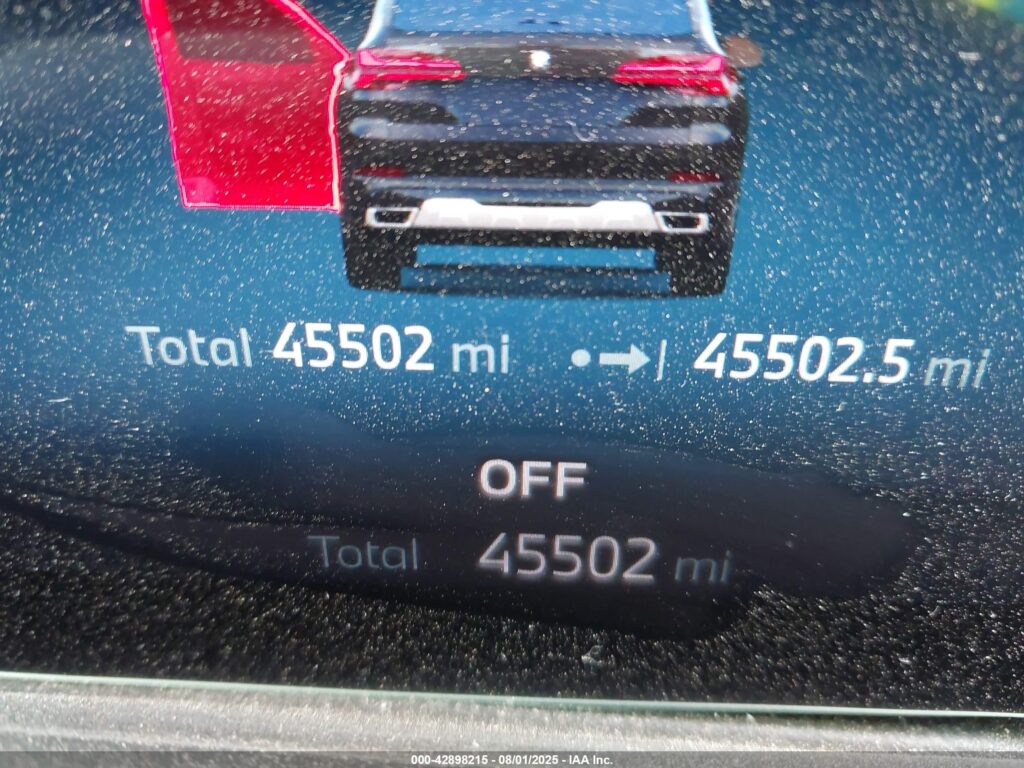 Total 45502 mi 45502.5 mi
OFF
Total 45502 mi
000-42898215 - 08/01/2025 - IAA Inc.